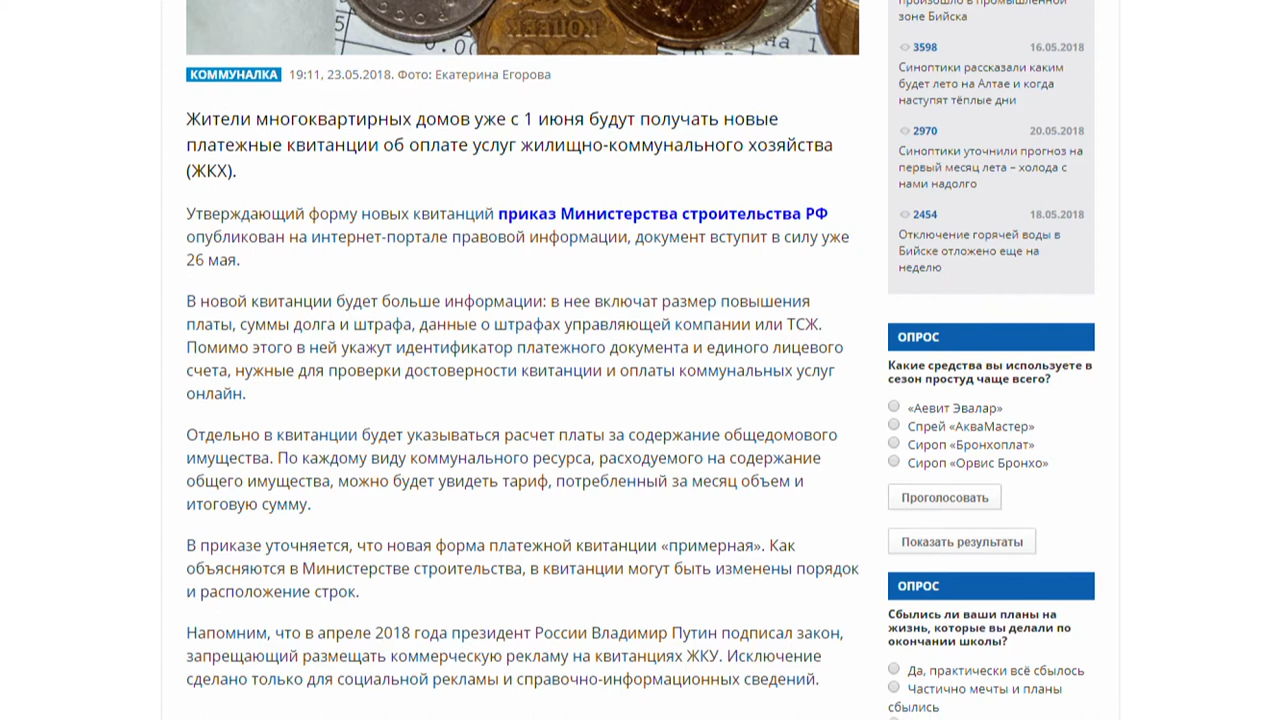 КОММУНАЛКА 19:11, 23.05.2018. Фото: Екатерина Егорова
Жители многоквартирных домов уже с 1 июня будут получать новые
платежные квитанции об оплате услуг жилищно-коммунального хозяйства
(ЖКХ).
Утверждающий форму новых квитанций приказ Министерства строительства РФ
опубликован на интернет-портале правовой информации, документ вступит в силу уже
26 мая.
В новой квитанции будет больше информации: в нее включат размер повышения
платы, суммы долга и штрафа, данные о штрафах управляющей компании или ТСЖ.
Помимо этого в ней укажут идентификатор платежного документа и единого лицевого
счета, нужные для проверки достоверности квитанции и оплаты коммунальных услуг
онлайн.
Отдельно в квитанции будет указываться расчет платы за содержание общедомового
имущества. По каждому виду коммунального ресурса, расходуемого на содержание
общего имущества, можно будет увидеть тариф, потребленный за месяц объем и
итоговую сумму.
В приказе уточняется, что новая форма платежной квитанции «примерная». Как
объясняются в Министерстве строительства, в квитанции могут быть изменены порядок
и расположение строк.
Напомним, что в апреле 2018 года президент России Владимир Путин подписал закон,
запрещающий размещать коммерческую рекламу на квитанциях ЖКУ. Исключение
сделано только для социальной рекламы и справочно-информационных сведений.
произошло в промышленной
зоне Бийска
3598 16.05.2018
Синоптики рассказали каким
будет лето на Алтае и когда
наступят тёплые дни
2970 20.05.2018
Синоптики уточнили прогноз на
первый месяц лета – холода с
нами надолго
2454 18.05.2018
Отключение горячей воды в
Бийске отложено еще на
неделю
ОПРОС
Какие средства вы используете в
сезон простуд чаще всего?
«Аевит Эвалар»
Спрей «АкваМастер»
Сироп «Бронхоплат»
Сироп «Орвис Бронхо»
Проголосовать
Показать результаты
ОПРОС
Сбылись ли ваши планы на
жизнь, которые вы делали по
окончании школы?
Да, практически всё сбылось
Частично мечты и планы
сбылись